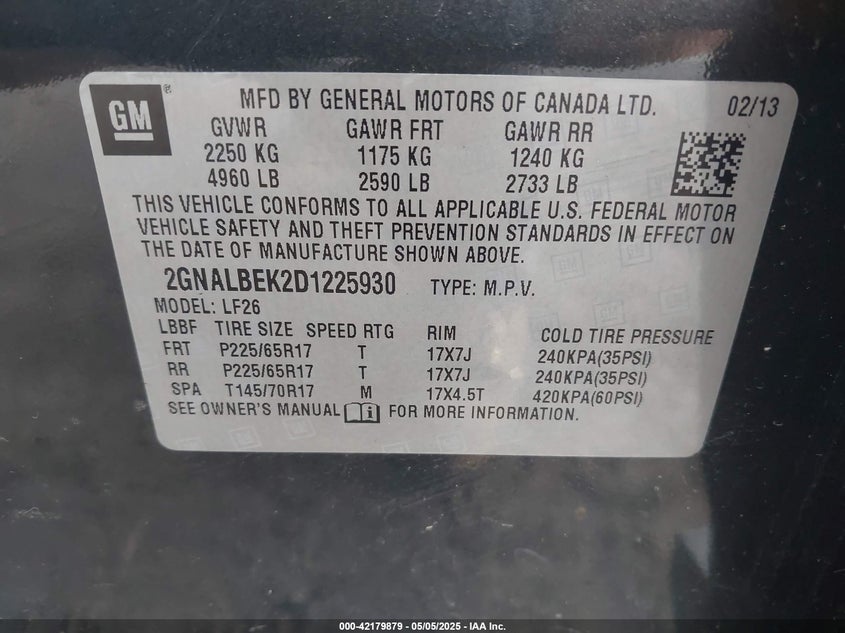 GM ® MFD BY GENERAL MOTORS OF CANADA LTD. 02/13
GVWR GAWR FRT GAWR RR
2250 KG 1175 KG 1240 KG
4960 LB 2590 LB 2733 LB
THIS VEHICLE CONFORMS TO ALL APPLICABLE U.S. FEDERAL MOTOR
VEHICLE SAFETY AND THEFT PREVENTION STANDARDS IN EFFECT ON
THE DATE OF MANUFACTURE SHOWN ABOVE.
2GNALBEK2D1225930 TYPE: M.P.V.
MODEL: LF26
LBBF TIRE SIZE SPEED RTG RIM COLD TIRE PRESSURE
FRT P225/65R17 T 17X7J 240KPA(35PSI)
RR P225/65R17 T 17X7J 240KPA(35PSI)
SPA T145/70R17 M 17X4.5T 420KPA(60PSI)
SEE OWNER'S MANUAL i FOR MORE INFORMATION.
000-42179879 - 05/05/2025 - IAA Inc.